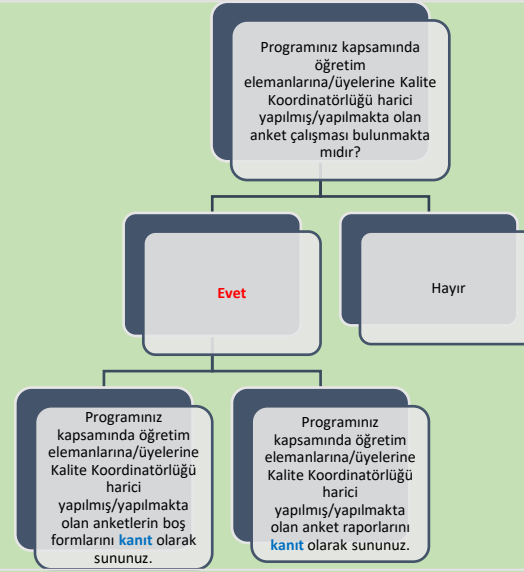 Programınız kapsamında
öğretim
elemanlarına/üyelerine Kalite
Koordinatörlüğü harici
yapılmış/yapılmakta olan
anket çalışması bulunmakta
mıdır?
Evet
Hayır
Programınız
kapsamında öğretim
elemanlarına/üyelerine
Kalite Koordinatörlüğü
harici
yapılmış/yapılmakta
olan anketlerin boş
formlarını kanıt olarak
sununuz.
Programınız
kapsamında öğretim
elemanlarına/üyelerine
Kalite Koordinatörlüğü
harici
yapılmış/yapılmakta
olan anket raporlarını
kanıt olarak sununuz.